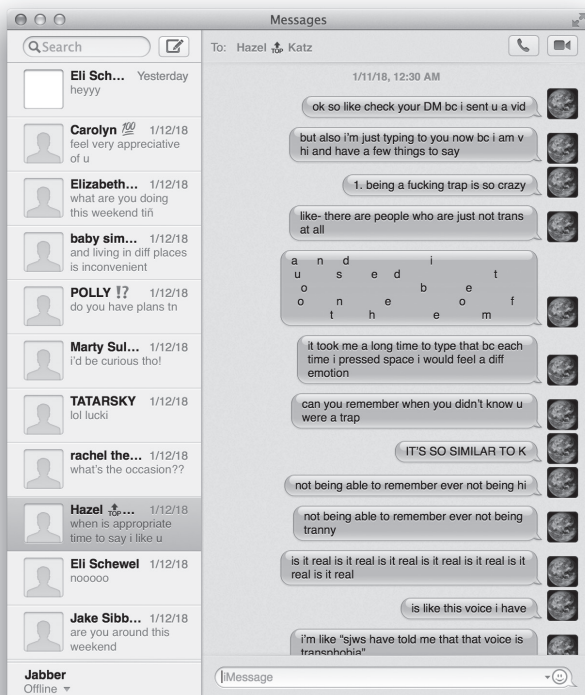 Messages
Search
To: Hazel TOP Katz
Eli Sch... Yesterday
heyyy
Carolyn 💯 1/12/18
feel very appreciative
of u
Elizabeth... 1/12/18
what are you doing
this weekend tiñ
baby sim... 1/12/18
and living in diff places
is inconvenient
POLLY ⁉ 1/12/18
do you have plans tn
Marty Sul... 1/12/18
i'd be curious tho!
TATARSKY 1/12/18
lol lucki
rachel the... 1/12/18
what's the occasion??
Hazel TOP... 1/12/18
when is appropriate
time to say i like u
Eli Schewel 1/12/18
nooooo
Jake Sibb... 1/12/18
are you around this
weekend
Jabber
Offline
1/11/18, 12:30 AM
ok so like check your DM bc i sent u a vid
but also i'm just typing to you now bc i am v
hi and have a few things to say
1. being a fucking trap is so crazy
like- there are people who are just not trans
at all
a n d i
u s e d t
o b e
o n e o f
t h e m
it took me a long time to type that bc each
time i pressed space i would feel a diff
emotion
can you remember when you didn't know u
were a trap
IT'S SO SIMILAR TO K
not being able to remember ever not being hi
not being able to remember ever not being
tranny
is it real is it real is it real is it real is it real is it
real is it real
is like this voice i have
i'm like “sjws have told me that that voice is
transphobia”
iMessage